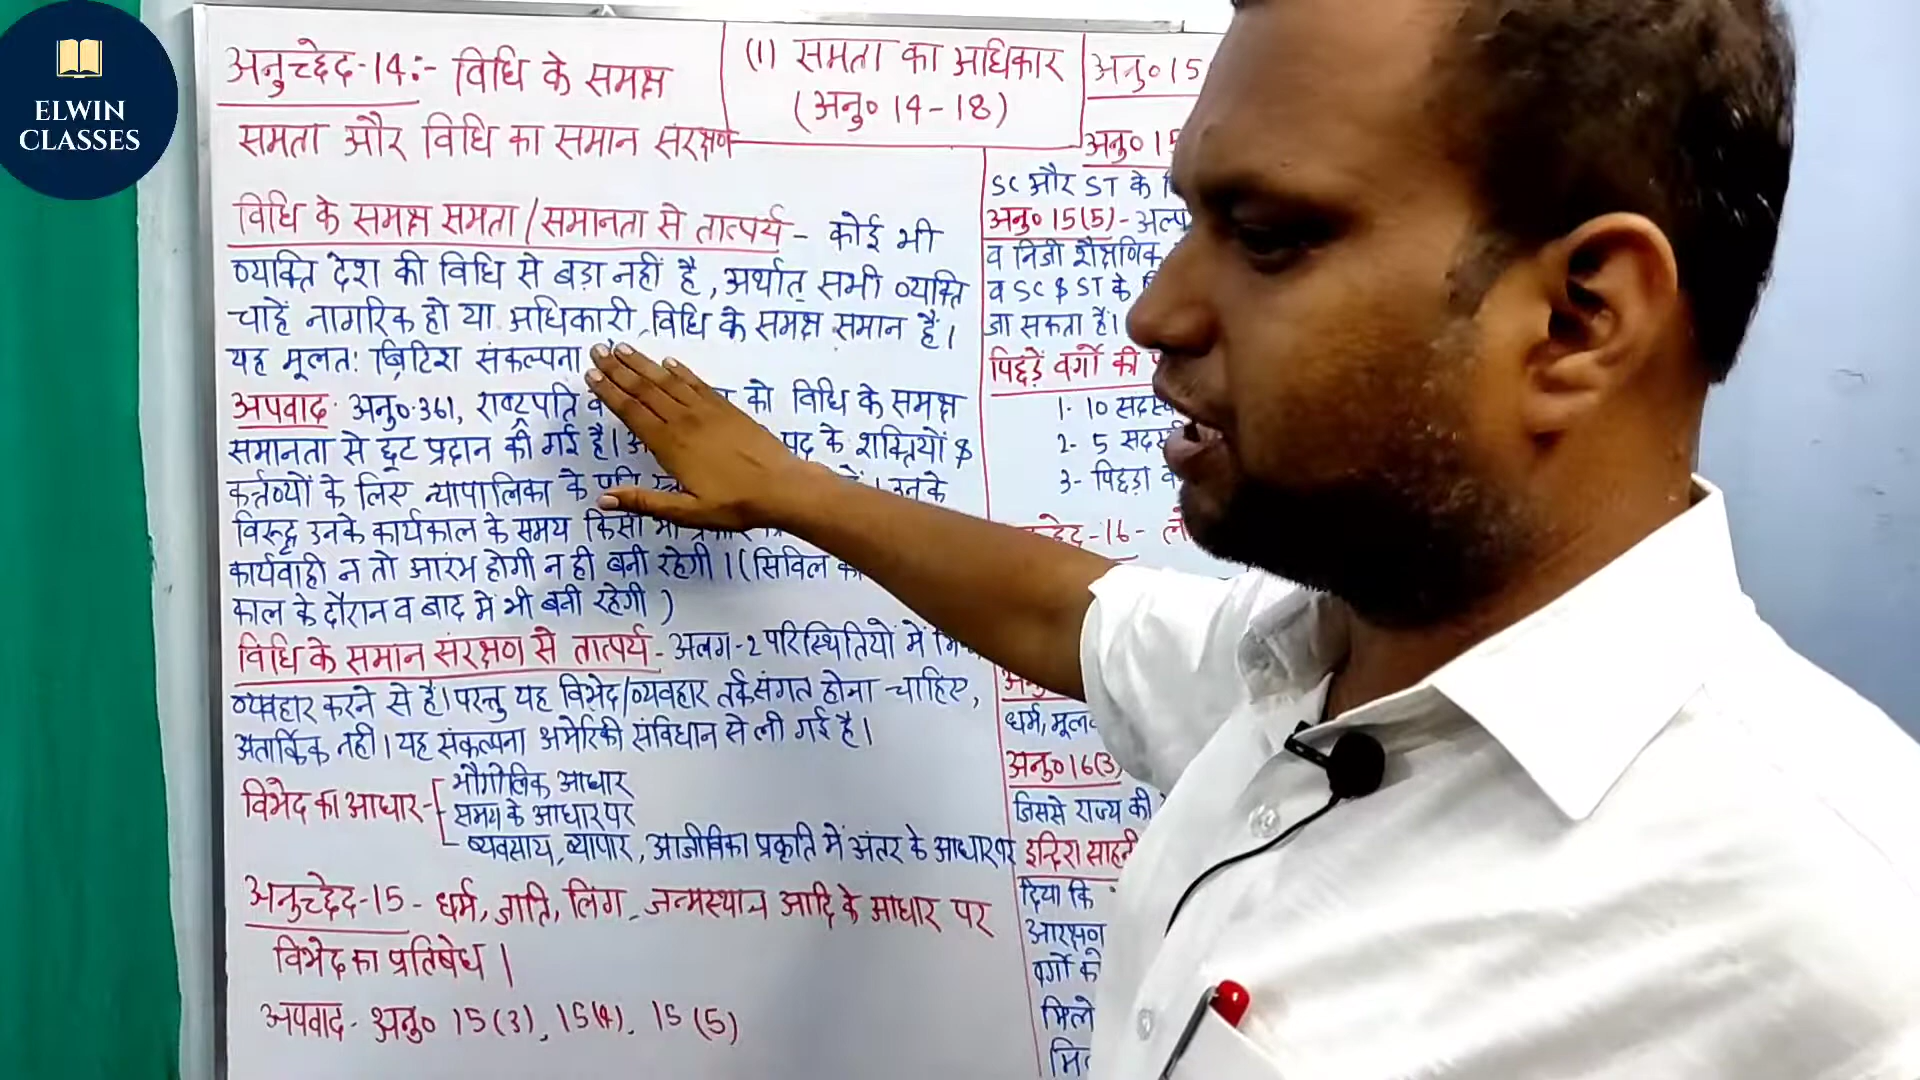 ELWIN
CLASSES
अनुच्छेद-14:- विधि के समक्ष
समता और विधि का समान संरक्षण
(1) समता का अधिकार
(अनु० 14-18)
विधि के समक्ष समता/समानता से तात्पर्य - कोई भी
व्यक्ति देश की विधि से बड़ा नहीं है, अर्थात् सभी व्यक्ति
चाहें नागरिक हो या अधिकारी, विधि के समक्ष समान हैं।
यह मूलतः ब्रिटिश संकल्पना
अपवाद- अनु०-361, राष्ट्रपति को विधि के समक्ष
समानता से छूट प्रदान की गई है। पद के शक्तियों $
कर्त्तव्यों के लिए न्यापालिका के प्रति उनके
विरुद्ध उनके कार्यकाल के समय किसी
कार्यवाही न तो आरंभ होगी न ही बनी रहेगी। (सिविल
काल के दौरान व बाद में भी बनी रहेगी)
विधि के समान संरक्षण से तात्पर्य - अलग-2 परिस्थितियों में
व्यवहार करने से है। परन्तु यह विभेद/व्यवहार तर्कसंगत होना चाहिए,
अतार्किक नही। यह संकल्पना अमेरिकी संविधान से ली गई है।
विभेद का आधार-
भौगोलिक आधार
समय के आधार पर
व्यवसाय, व्यापार, आजीविका प्रकृति में अंतर के आधार पर
अनुच्छेद-15 - धर्म, जाति, लिंग, जन्मस्थान आदि के आधार पर
विभेद का प्रतिषेध।
अपवाद- अनु० 15(3), 15(4), 15(5)
अनु० 15
अनु० 15
SC और ST के
अनु० 15(5)-
व निजी शैक्षणिक
व SC $ ST के
जा सकता हैं।
पिछड़े वर्गों की
1- 10 सदस्य
2- 5
3- पिछड़ा
-16-
धर्म,
अनु० 16(3)
जिससे राज्य की
इन्दिरा साहनी
दिया कि
आरक्षण
वर्गों के
मिले